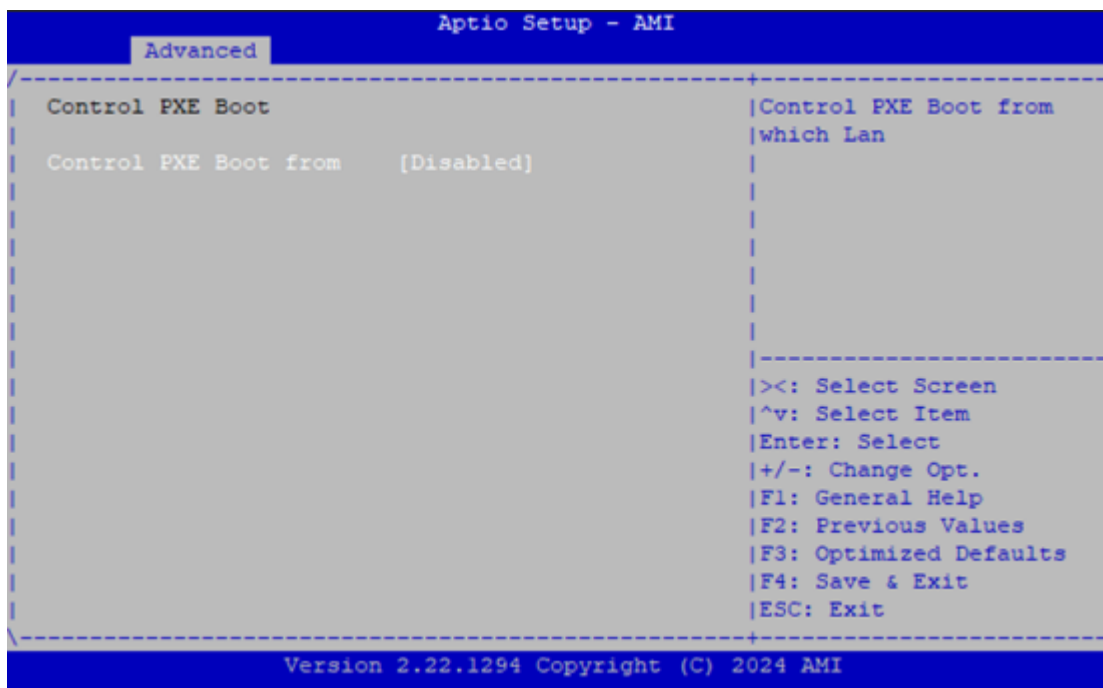 Aptio Setup - AMI
Advanced
Control PXE Boot
Control PXE Boot from [Disabled]
Control PXE Boot from
which Lan
><: Select Screen
^v: Select Item
Enter: Select
+/-: Change Opt.
F1: General Help
F2: Previous Values
F3: Optimized Defaults
F4: Save & Exit
ESC: Exit
Version 2.22.1294 Copyright (C) 2024 AMI